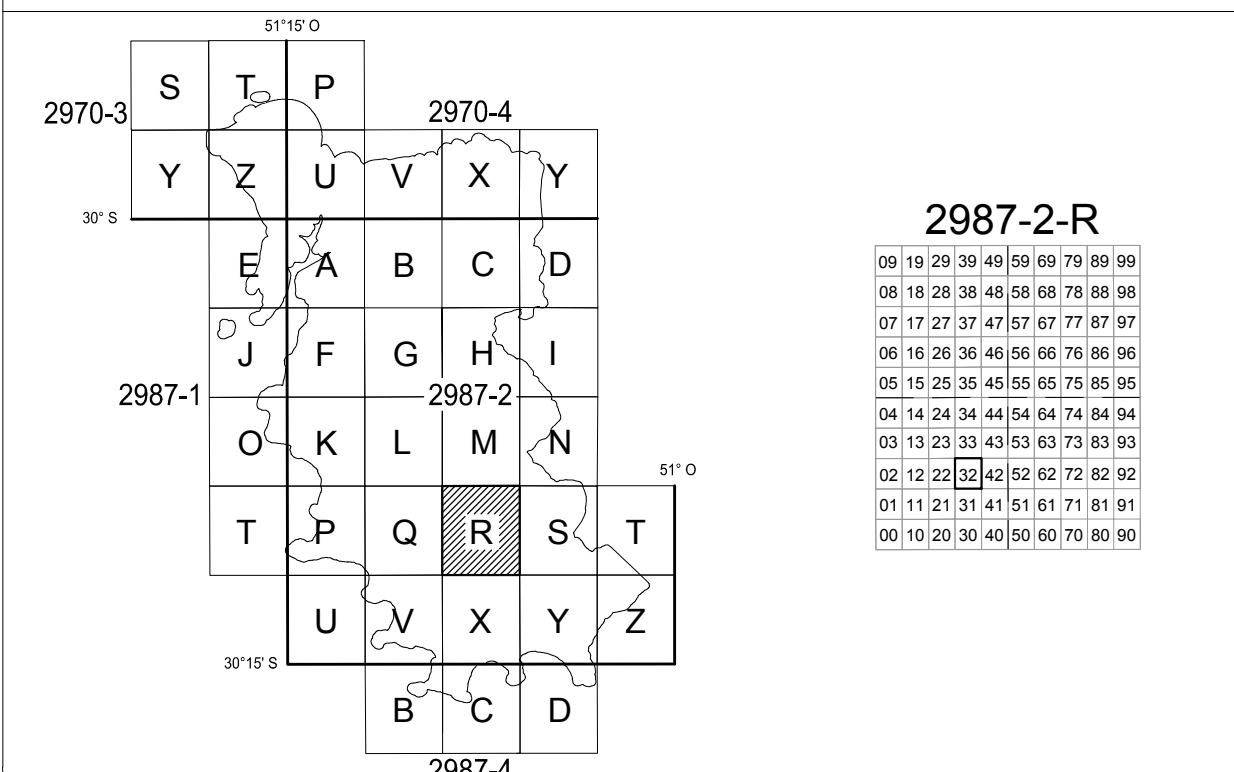 51°15' O
S T P
2970-3 2970-4
Y Z U V X Y
30° S
E A B C D
J F G H I
2987-1 2987-2
O K L M N
51° O
T P Q R S T
U V X Y Z
30°15' S
B C D
2987-4
2987-2-R
09 19 29 39 49 59 69 79 89 99
08 18 28 38 48 58 68 78 88 98
07 17 27 37 47 57 67 77 87 97
06 16 26 36 46 56 66 76 86 96
05 15 25 35 45 55 65 75 85 95
04 14 24 34 44 54 64 74 84 94
03 13 23 33 43 53 63 73 83 93
02 12 22 32 42 52 62 72 82 92
01 11 21 31 41 51 61 71 81 91
00 10 20 30 40 50 60 70 80 90